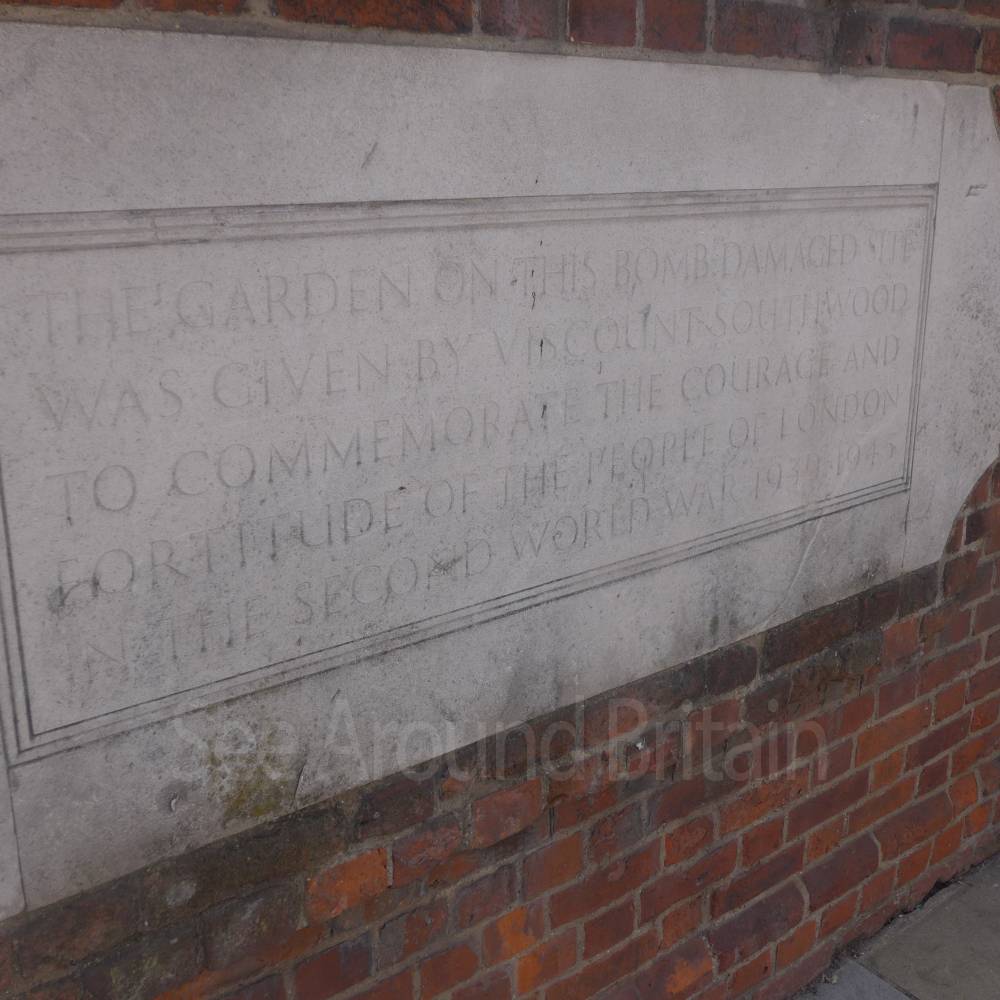 THE GARDEN ON THIS BOMB-DAMAGED SITE
WAS GIVEN BY VISCOUNT SOUTHWOOD
TO COMMEMORATE THE COURAGE AND
FORTITUDE OF THE PEOPLE OF LONDON
IN THE SECOND WORLD WAR 1939-1945
See Around Britain